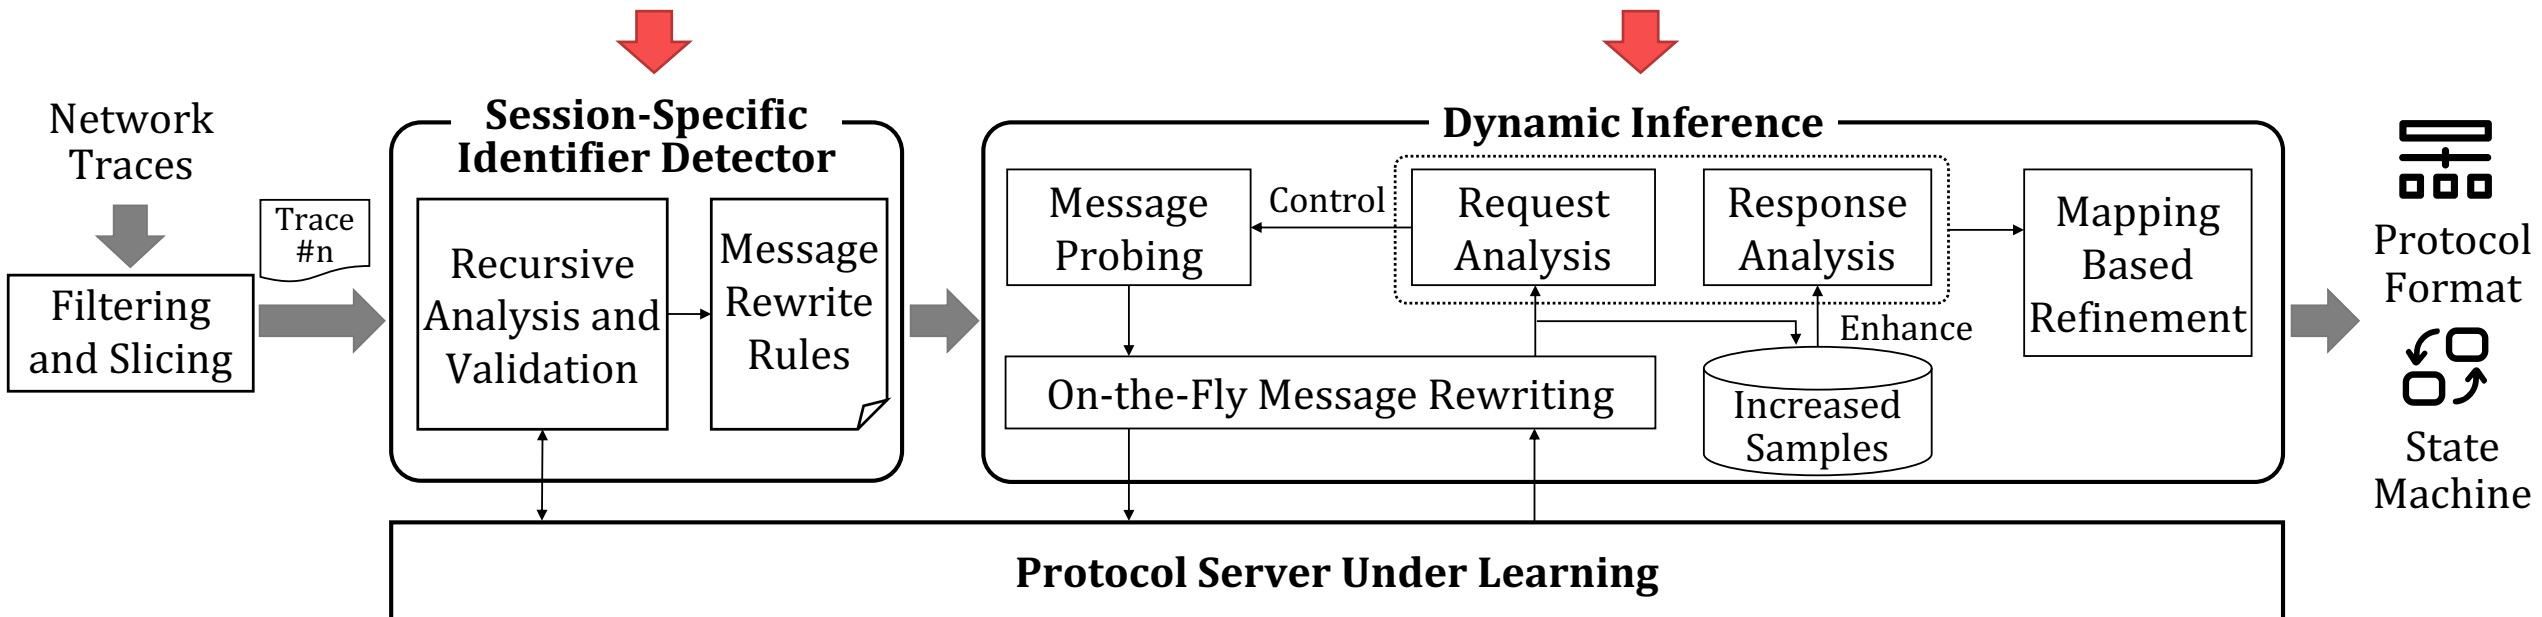 Network
Traces
Trace
#n
Filtering
and Slicing
Session-Specific
Identifier Detector
Recursive
Analysis and
Validation
Message
Rewrite
Rules
Dynamic Inference
Message
Probing
Control
Request
Analysis
Response
Analysis
Mapping
Based
Refinement
Enhance
On-the-Fly Message Rewriting
Increased
Samples
Protocol
Format
State
Machine
Protocol Server Under Learning